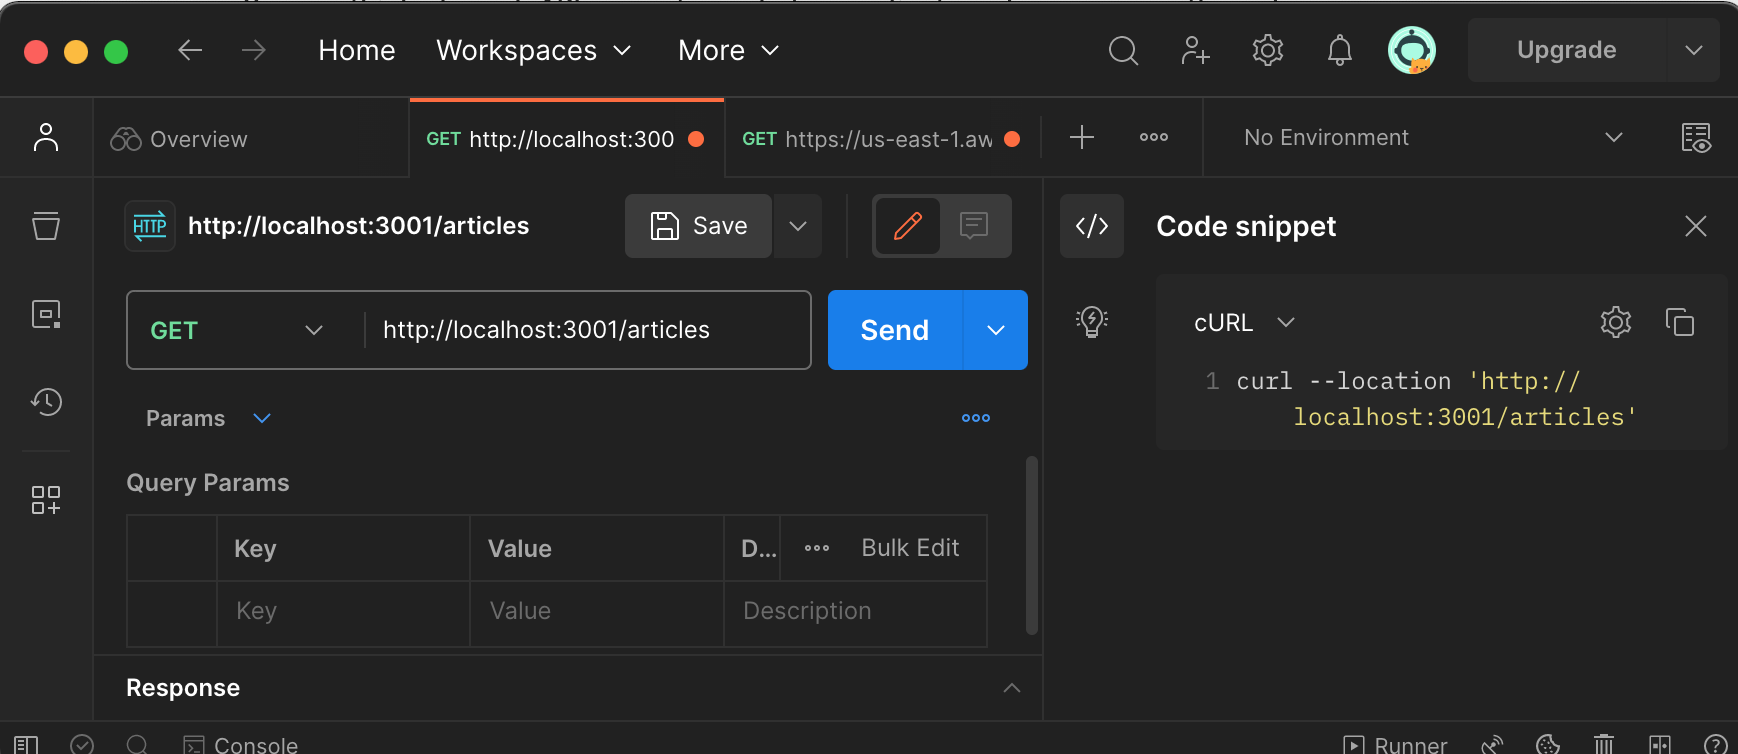 Home Workspaces More Upgrade
Overview GET http://localhost:300 GET https://us-east-1.aw No Environment
HTTP http://localhost:3001/articles Save </> Code snippet
GET http://localhost:3001/articles Send cURL
1 curl --location 'http://
localhost:3001/articles'
Params
Query Params
Key Value D... Bulk Edit
Key Value Description
Response
Console Runner